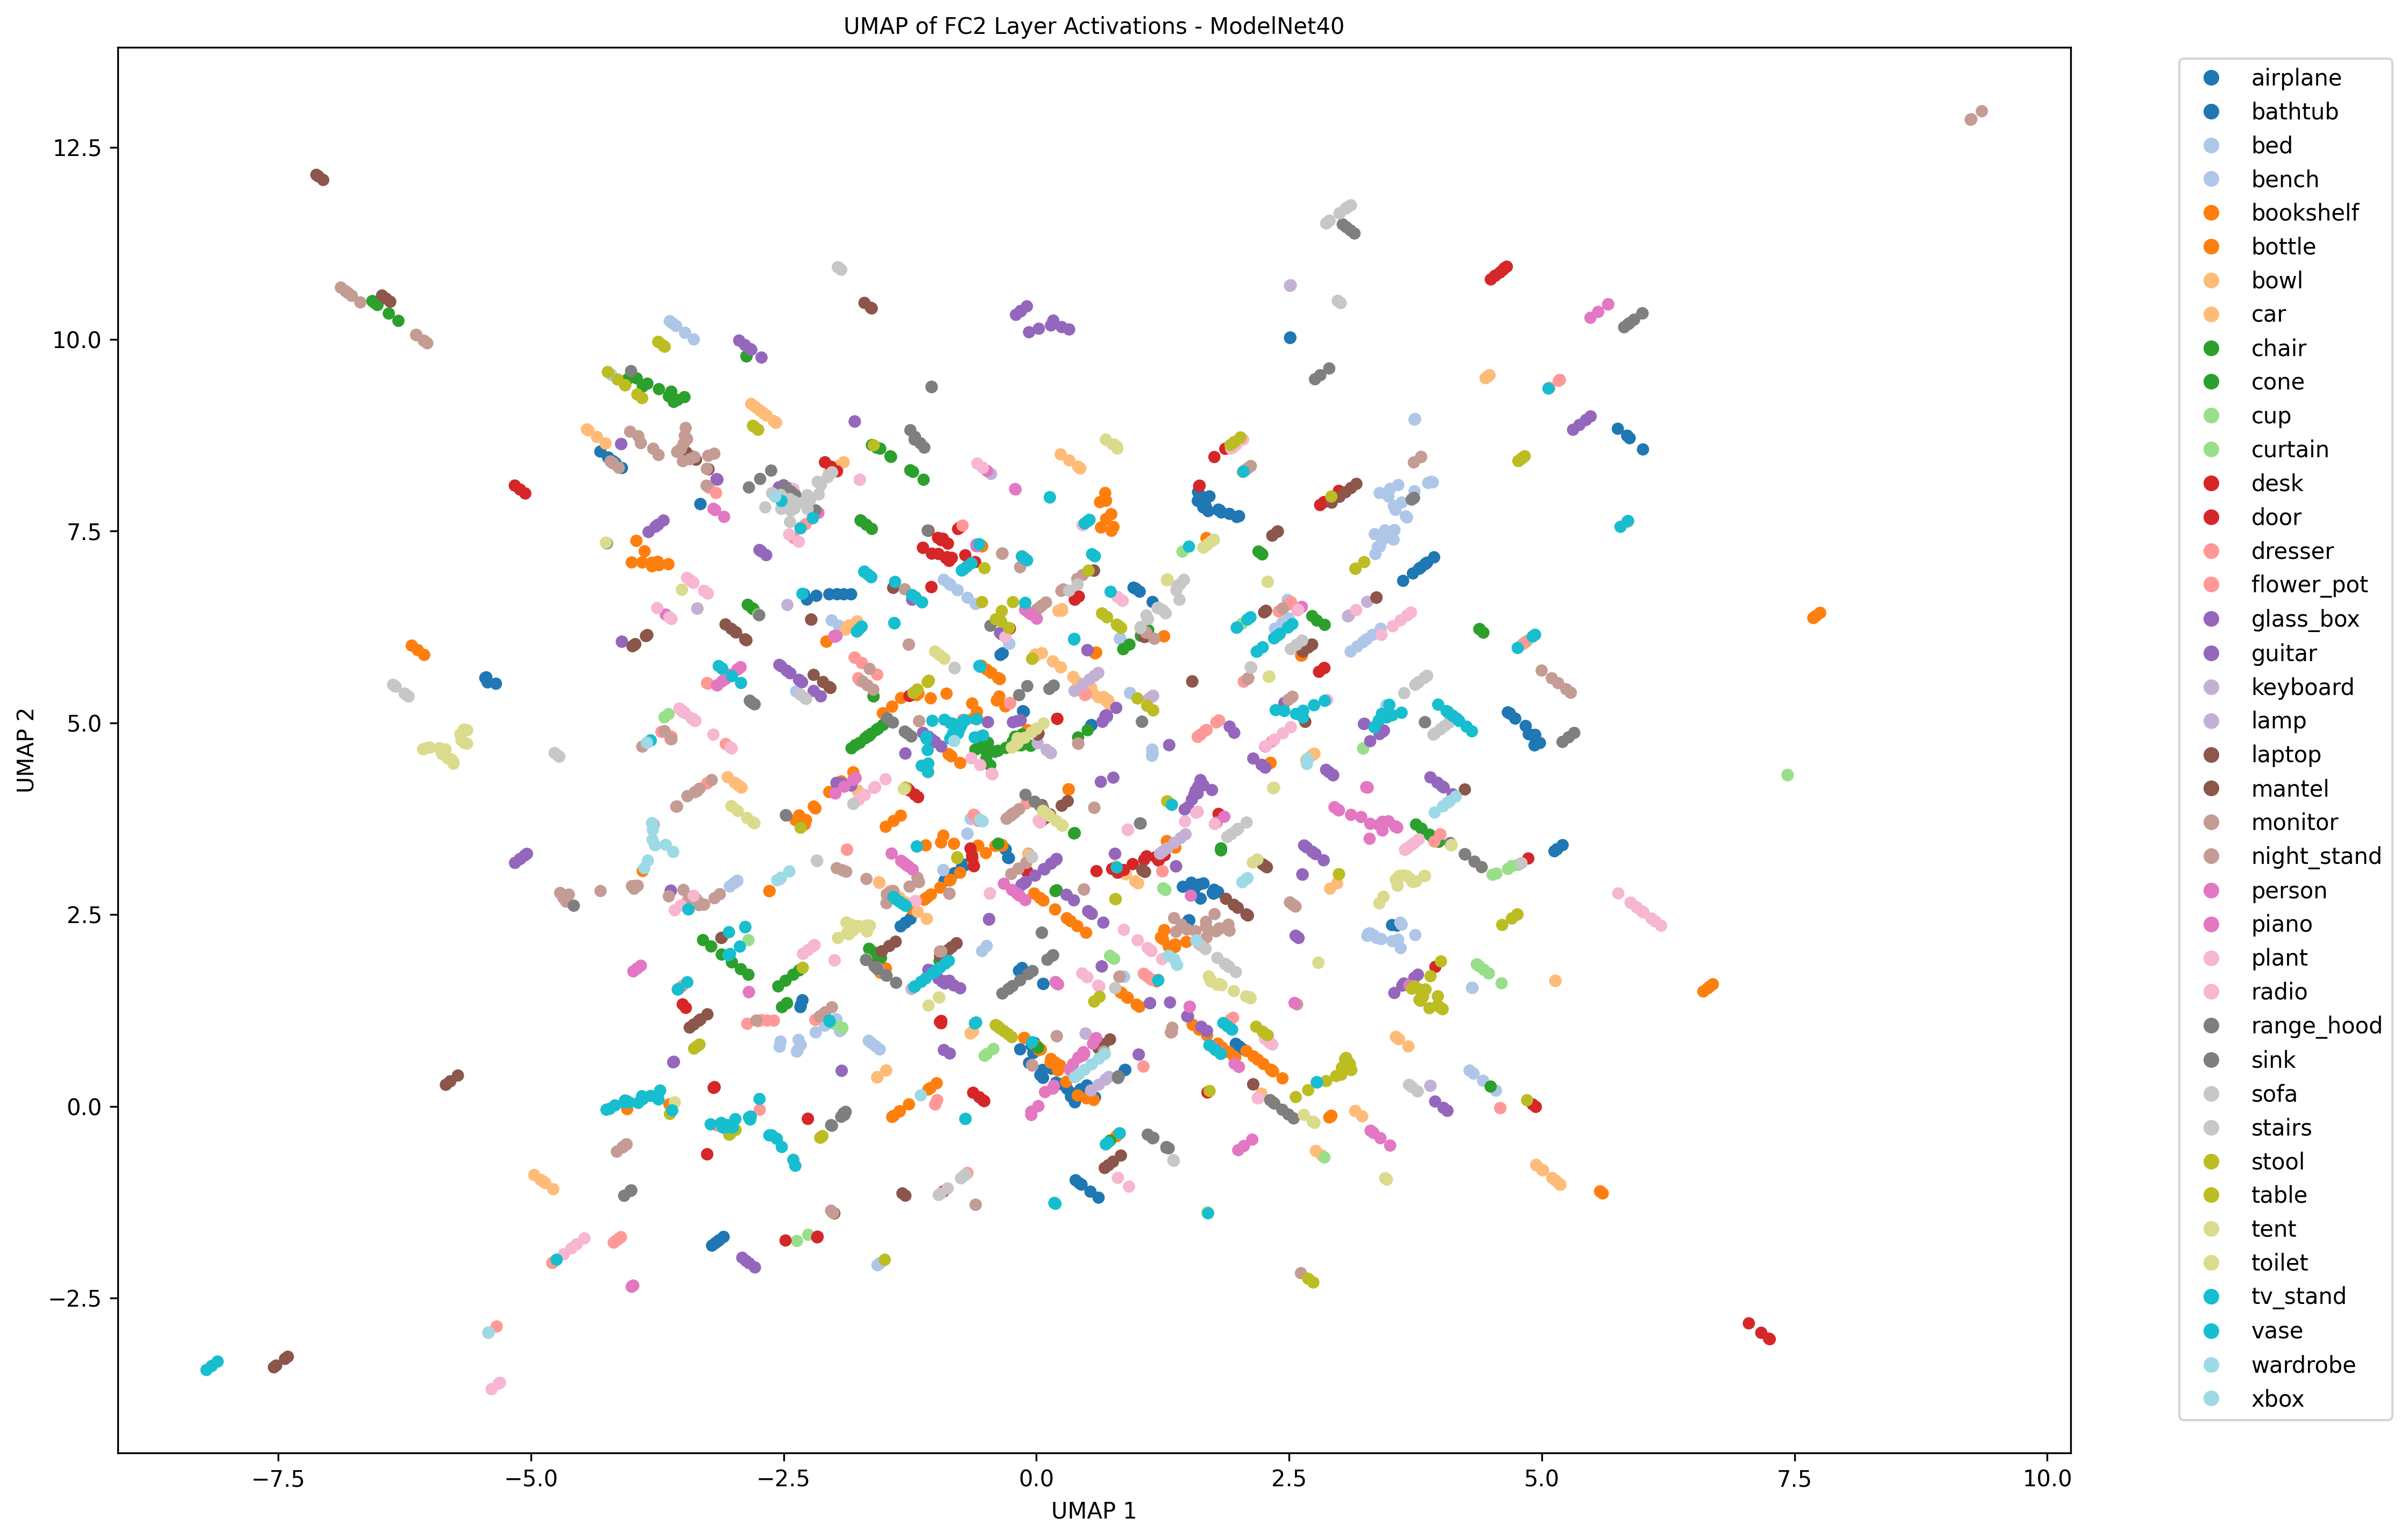 UMAP of FC2 Layer Activations - ModelNet40
12.5
10.0
7.5
5.0
2.5
0.0
−2.5
UMAP 2
−7.5
−5.0
−2.5
0.0
2.5
5.0
7.5
10.0
UMAP 1
airplane
bathtub
bed
bench
bookshelf
bottle
bowl
car
chair
cone
cup
curtain
desk
door
dresser
flower_pot
glass_box
guitar
keyboard
lamp
laptop
mantel
monitor
night_stand
person
piano
plant
radio
range_hood
sink
sofa
stairs
stool
table
tent
toilet
tv_stand
vase
wardrobe
xbox